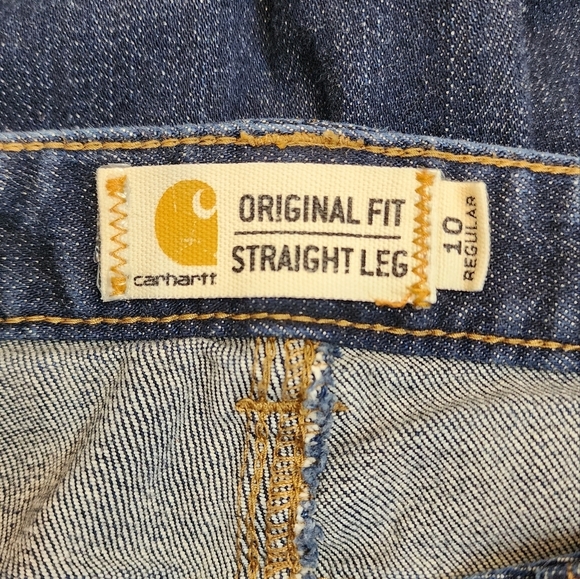 carhartt
ORIGINAL FIT
STRAIGHT LEG
10
REGULAR